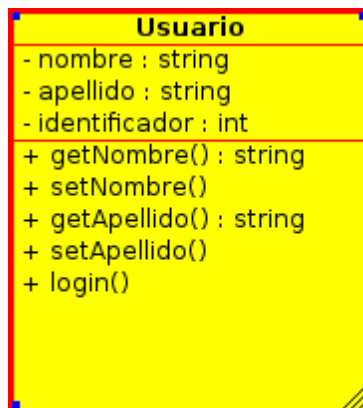 Usuario
- nombre : string
- apellido : string
- identificador : int
+ getNombre() : string
+ setNombre()
+ getApellido() : string
+ setApellido()
+ login()